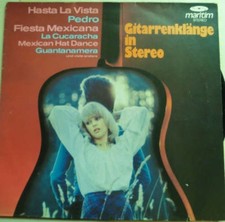 Hasta La Vista
Pedro
Fiesta Mexicana
La Cucaracha
Mexican Hat Dance
Guantanamera
Gitarrenklänge
in
Stereo
maritim